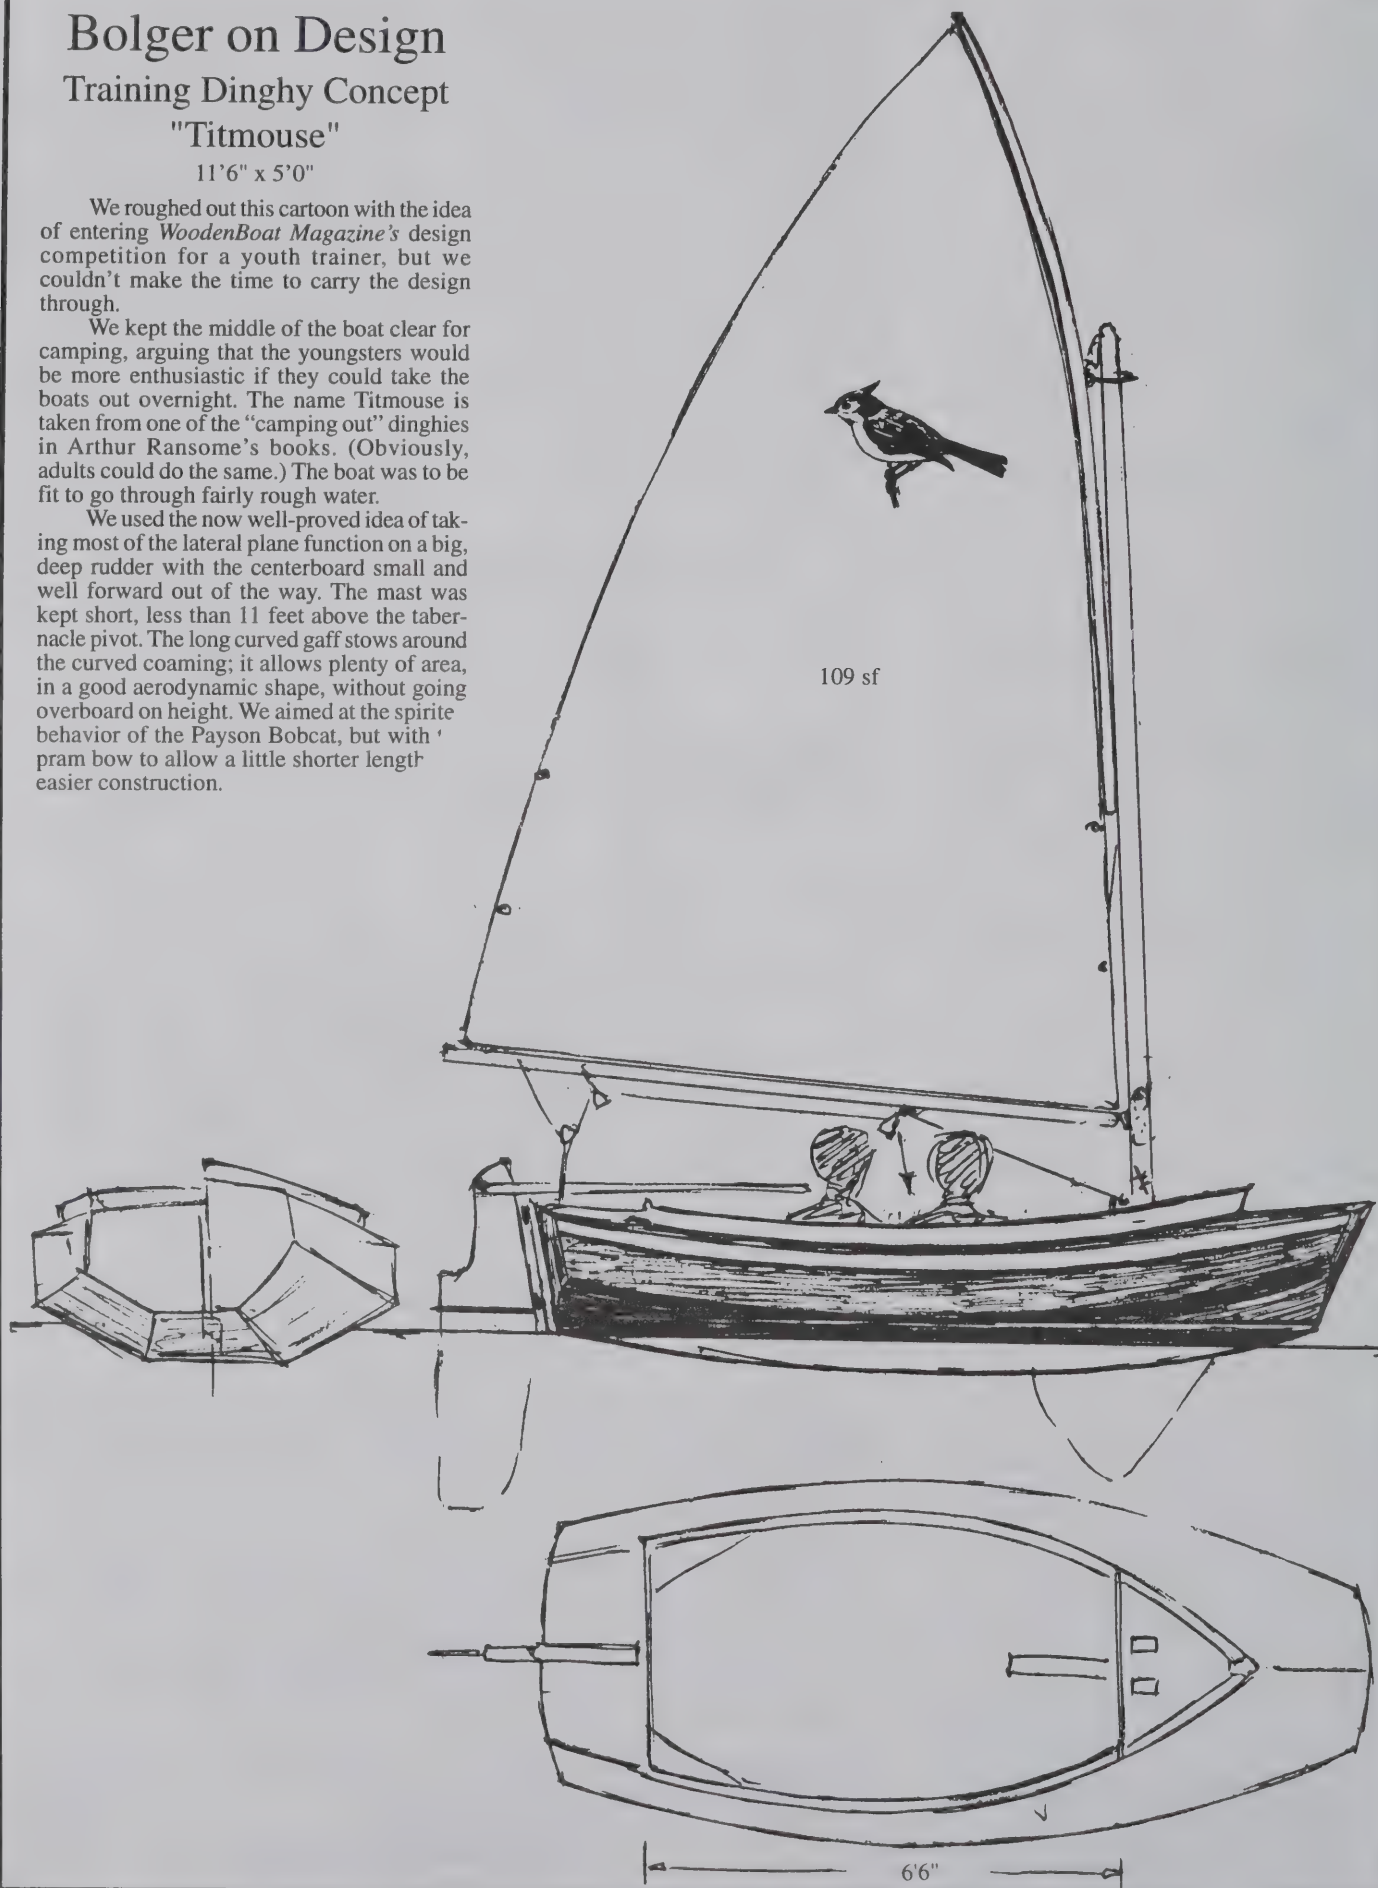 Bolger on Design
Training Dinghy Concept
"Titmouse"
11'6" x 5'0"
We roughed out this cartoon with the idea
of entering WoodenBoat Magazine's design
competition for a youth trainer, but we
couldn't make the time to carry the design
through.
We kept the middle of the boat clear for
camping, arguing that the youngsters would
be more enthusiastic if they could take the
boats out overnight. The name Titmouse is
taken from one of the “camping out” dinghies
in Arthur Ransome’s books. (Obviously,
adults could do the same.) The boat was to be
fit to go through fairly rough water.
We used the now well-proved idea of tak-
ing most of the lateral plane function on a big,
deep rudder with the centerboard small and
well forward out of the way. The mast was
kept short, less than 11 feet above the taber-
nacle pivot. The long curved gaff stows around
the curved coaming; it allows plenty of area,
in a good aerodynamic shape, without going
overboard on height. We aimed at the spirite
behavior of the Payson Bobcat, but with
pram bow to allow a little shorter length
easier construction.
109 sf
6'6"